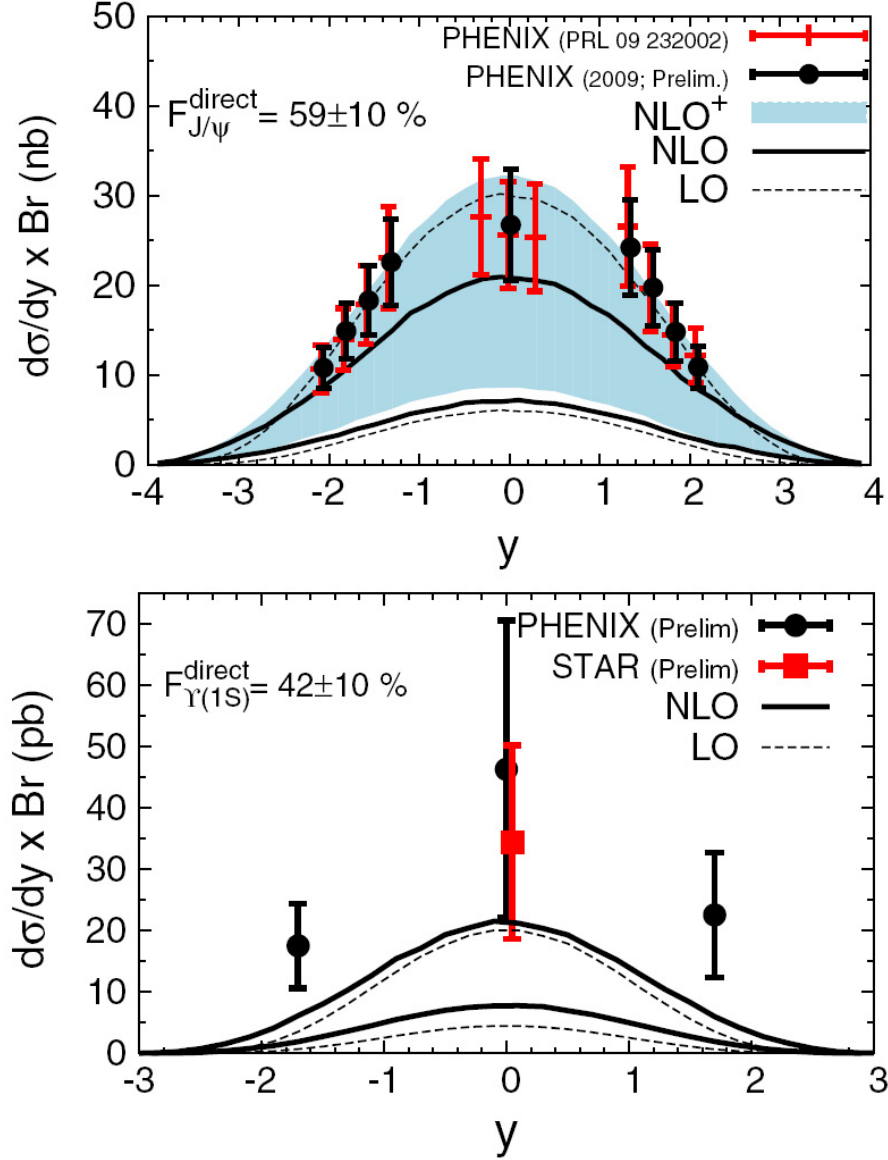 50
40
30
20
10
0
dσ/dy x Br (nb)
PHENIX (PRL 09 232002)
PHENIX (2009; Prelim.)
NLO+
NLO
LO
F direct J/ψ = 59±10 %
-4 -3 -2 -1 0 1 2 3 4
y
70
60
50
40
30
20
10
0
dσ/dy x Br (pb)
PHENIX (Prelim)
STAR (Prelim)
NLO
LO
F direct ϒ(1S) = 42±10 %
-3 -2 -1 0 1 2 3
y